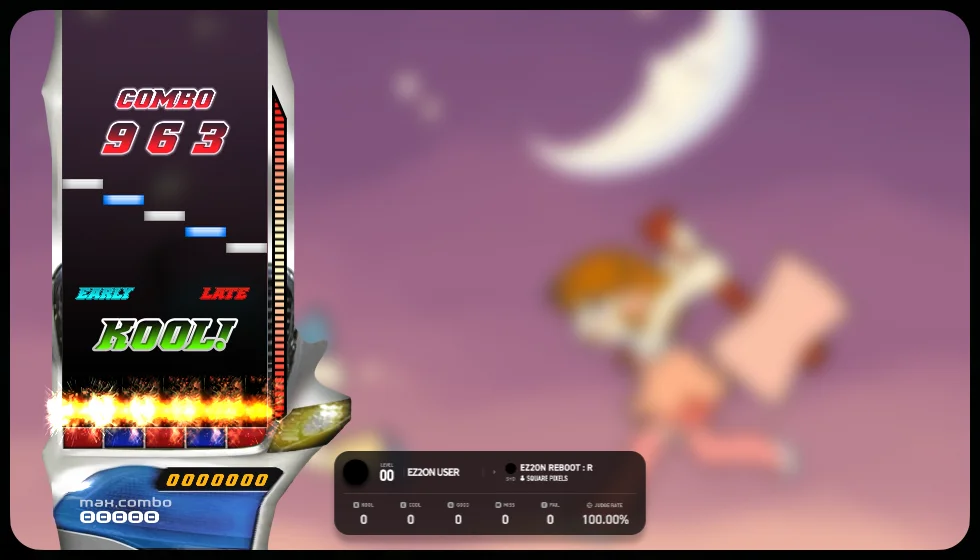 COMBO
963
EARLY LATE
KOOL!
0000000
max.combo
00000
LEVEL
00
EZ2ON USER
EZ2ON REBOOT : R
SQUARE PIXELS
KOOL COOL GOOD MISS FAIL JUDGE RATE
0 0 0 0 0 100.00%